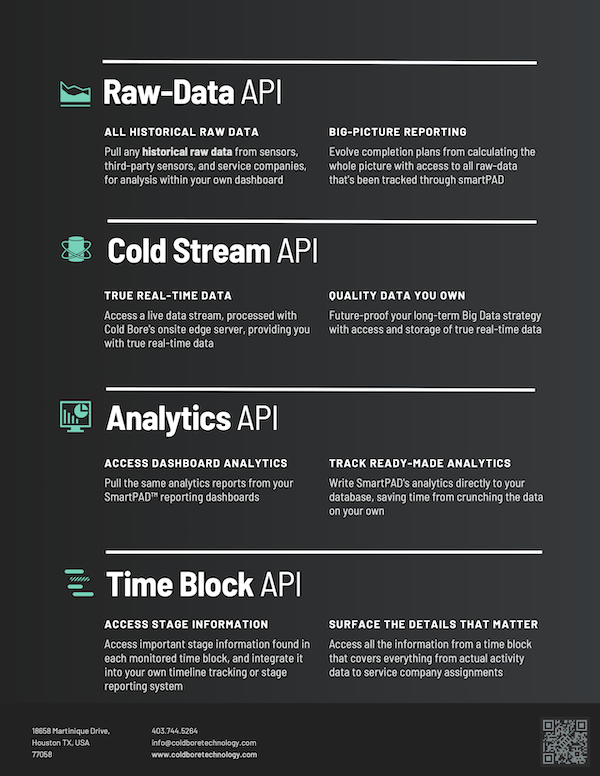 Raw-Data API
ALL HISTORICAL RAW DATA
Pull any historical raw data from sensors,
third-party sensors, and service companies,
for analysis within your own dashboard
BIG-PICTURE REPORTING
Evolve completion plans from calculating the
whole picture with access to all raw-data
that's been tracked through smartPAD
Cold Stream API
TRUE REAL-TIME DATA
Access a live data stream, processed with
Cold Bore's onsite edge server, providing you
with true real-time data
QUALITY DATA YOU OWN
Future-proof your long-term Big Data strategy
with access and storage of true real-time data
Analytics API
ACCESS DASHBOARD ANALYTICS
Pull the same analytics reports from your
SmartPAD™ reporting dashboards
TRACK READY-MADE ANALYTICS
Write SmartPAD's analytics directly to your
database, saving time from crunching the data
on your own
Time Block API
ACCESS STAGE INFORMATION
Access important stage information found in
each monitored time block, and integrate it
into your own timeline tracking or stage
reporting system
SURFACE THE DETAILS THAT MATTER
Access all the information from a time block
that covers everything from actual activity
data to service company assignments
18658 Martinique Drive,
Houston TX, USA
77058
403.744.5264
info@coldboretechnology.com
www.coldboretechnology.com